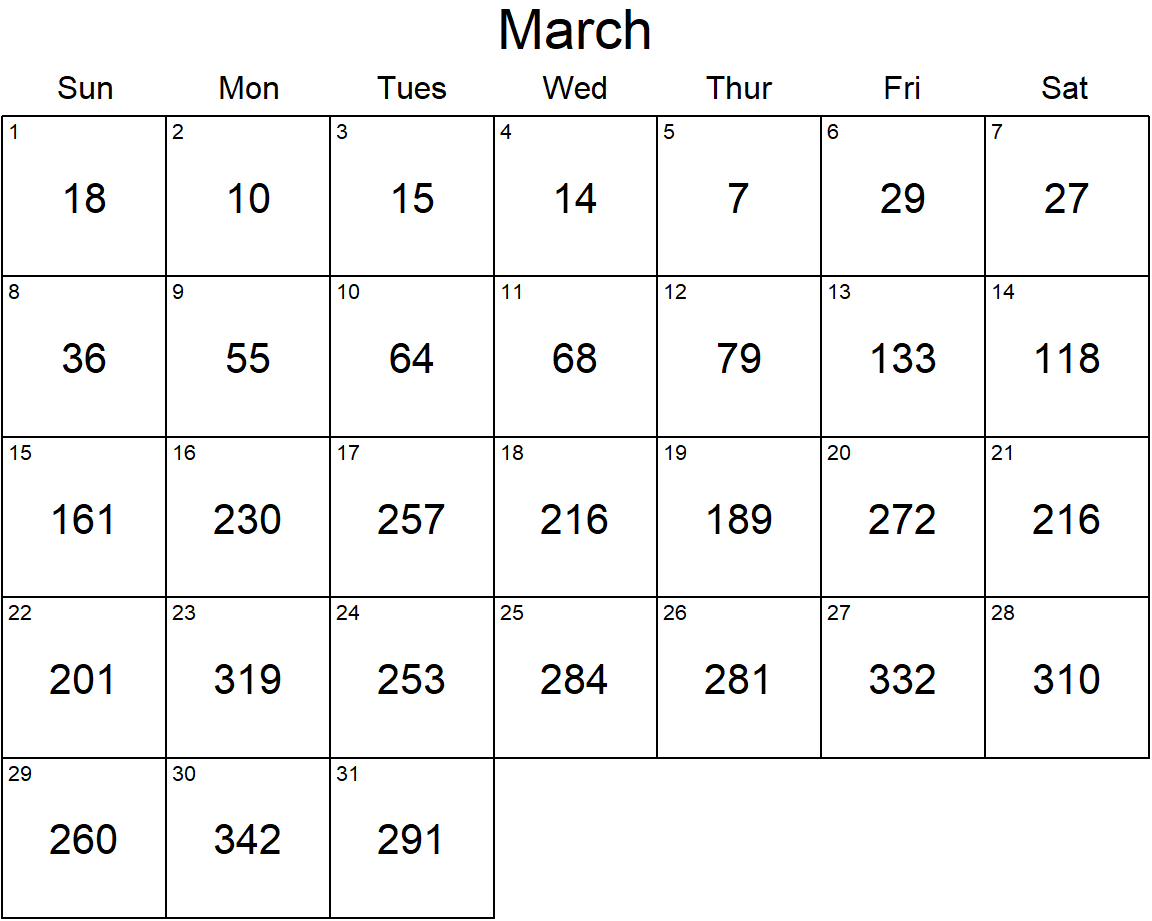 March
Sun Mon Tues Wed Thur Fri Sat
1 2 3 4 5 6 7
18 10 15 14 7 29 27
8 9 10 11 12 13 14
36 55 64 68 79 133 118
15 16 17 18 19 20 21
161 230 257 216 189 272 216
22 23 24 25 26 27 28
201 319 253 284 281 332 310
29 30 31
260 342 291